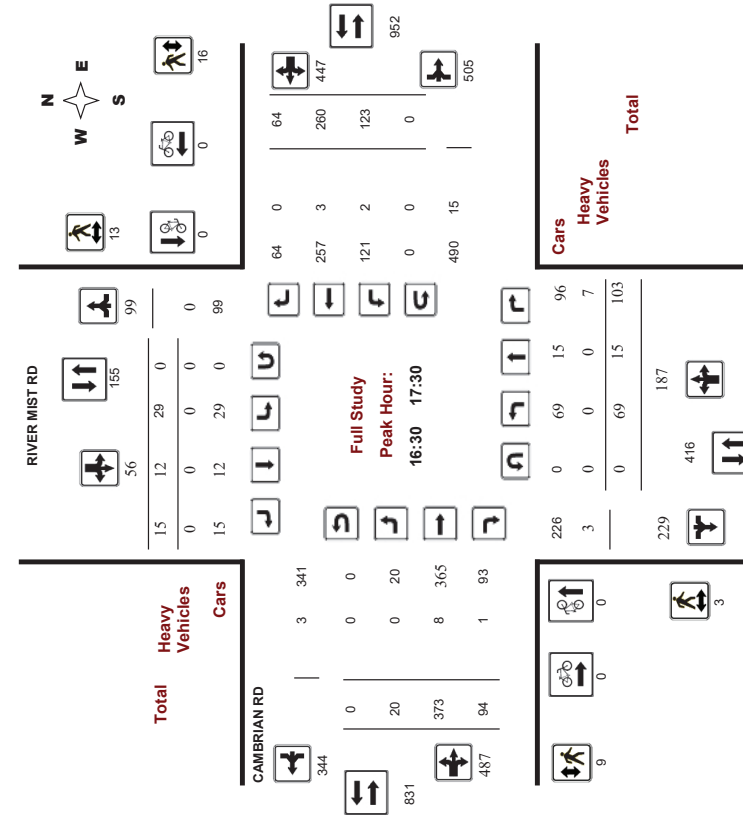 N
W E
S
16
0
13
0
RIVER MIST RD
56
155
99
15 12 29 0
0 0 0 0 0
15 12 29 0 99
Total
Heavy
Vehicles
Cars
952
447
505
64 0 64
260 3 257
123 2 121
0 0 0
15 490
Full Study
Peak Hour:
16:30 17:30
CAMBRIAN RD
344
831
487
3 341
0 0 0
20 0 20
373 8 365
94 1 93
Cars
Heavy
Vehicles
Total
226 0 69 15 96
3 0 0 0 7
0 69 15 103
229
187
416
9
0
0
3